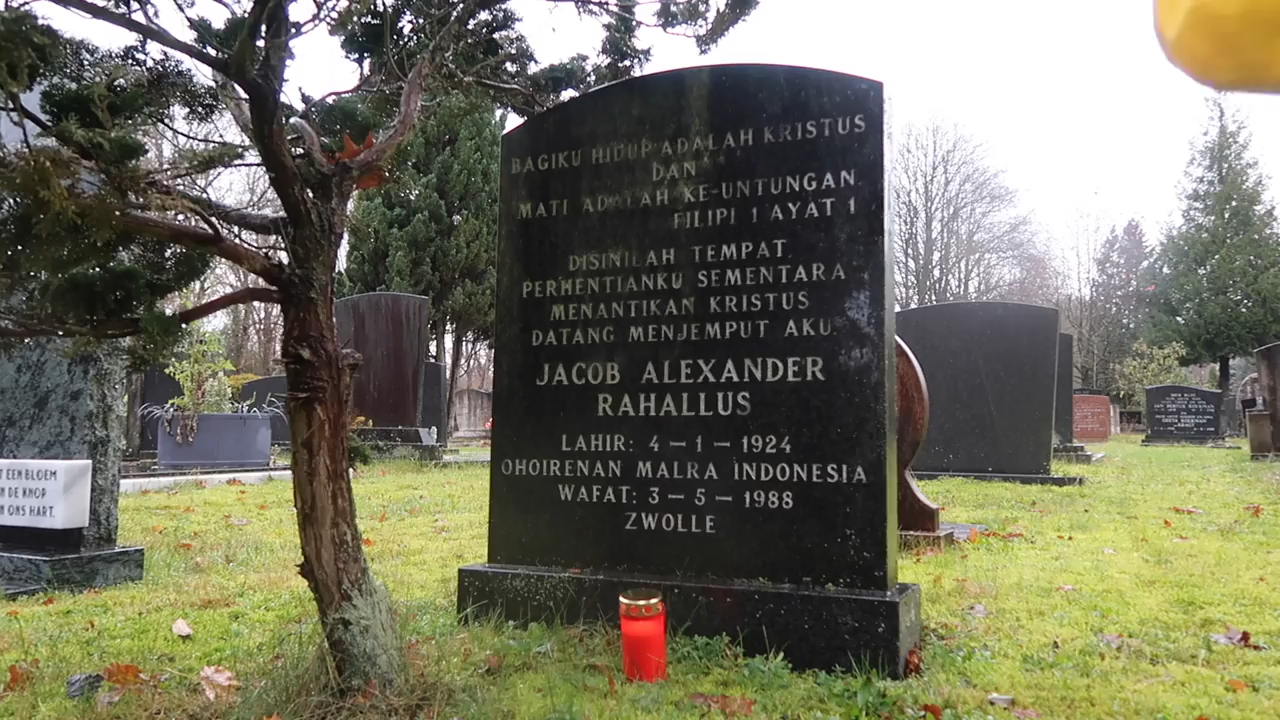 BAGIKU HIDUP ADALAH KRISTUS
DAN
MATI ADALAH KE-UNTUNGAN
FILIPI 1 AYAT 1
DISINILAH TEMPAT
PERHENTIANKU SEMENTARA
MENANTIKAN KRISTUS
DATANG MENJEMPUT AKU.
JACOB ALEXANDER
RAHALLUS
LAHIR: 4-1-1924
OHOIRENAN MALRA INDONESIA
WAFAT: 3-5-1988
ZWOLLE
EEN BLOEM
DE KNOP
ONS HART.